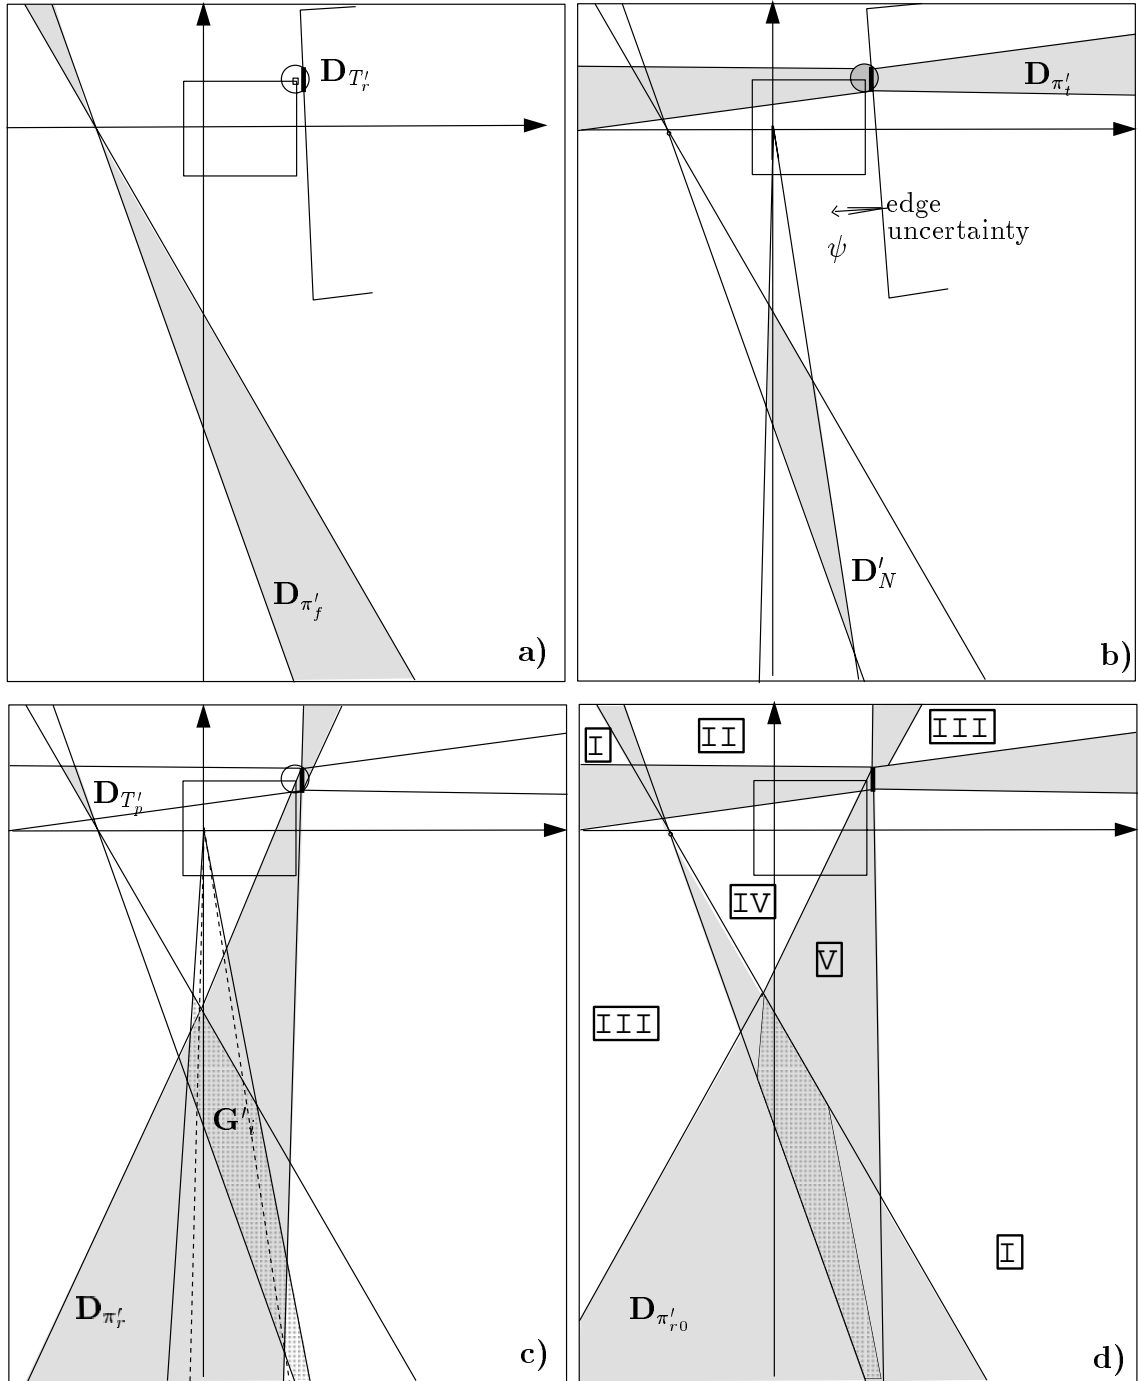 D_{T'_r}
D_{π'_f}
a)
D_{π'_t}
edge
uncertainty
ψ
D'_N
b)
D_{T'_p}
G'
D_{π'_r}
c)
I
II
III
IV
V
III
I
D_{π'_{r0}}
d)